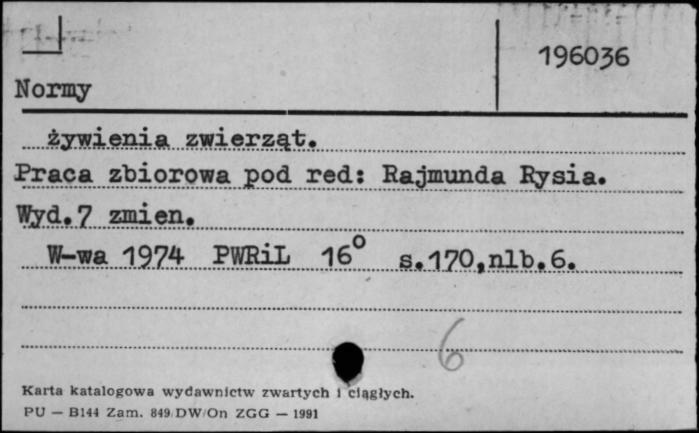 196036
Normy
żywienia zwierząt.
Praca zbiorowa pod red: Rajmunda Rysia.
Wyd.7 zmien.
W-wa 1974 PWRiL 16° s.170,nlb.6.
6
Karta katalogowa wydawnictw zwartych i ciągłych.
PU — B144 Zam. 849/DW/On ZGG — 1991